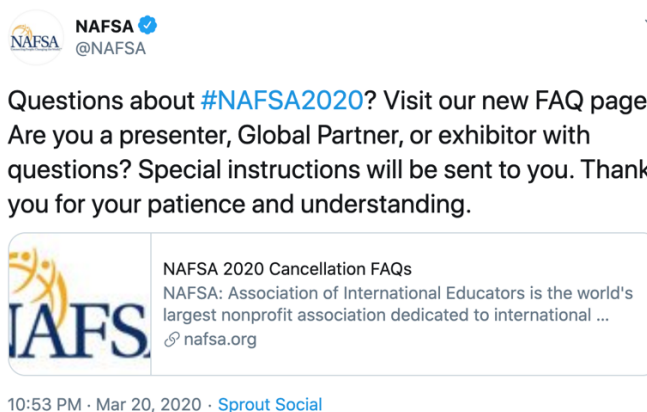 NAFSA
NAFSA
@NAFSA
Questions about #NAFSA2020? Visit our new FAQ page
Are you a presenter, Global Partner, or exhibitor with
questions? Special instructions will be sent to you. Thank
you for your patience and understanding.
NAFSA
NAFSA 2020 Cancellation FAQs
NAFSA: Association of International Educators is the world's
largest nonprofit association dedicated to international ...
nafsa.org
10:53 PM · Mar 20, 2020 · Sprout Social